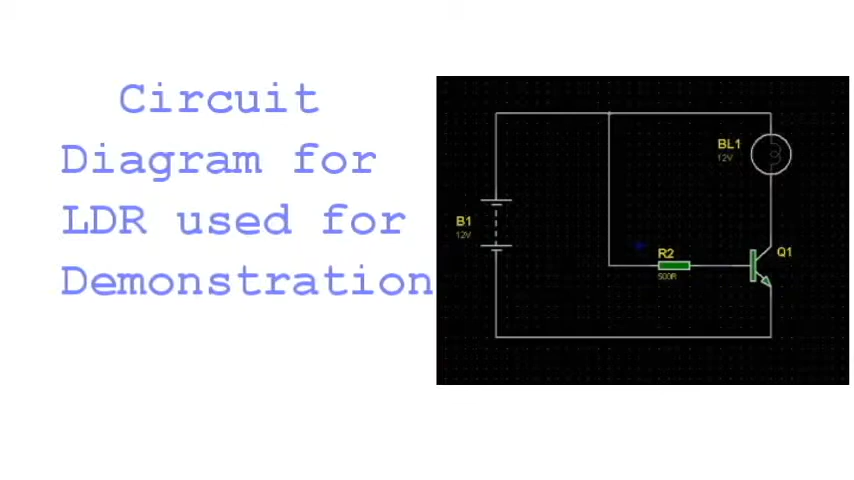 Circuit
Diagram for
LDR used for
Demonstration
BL1
12V
B1
12V
R2
500R
Q1